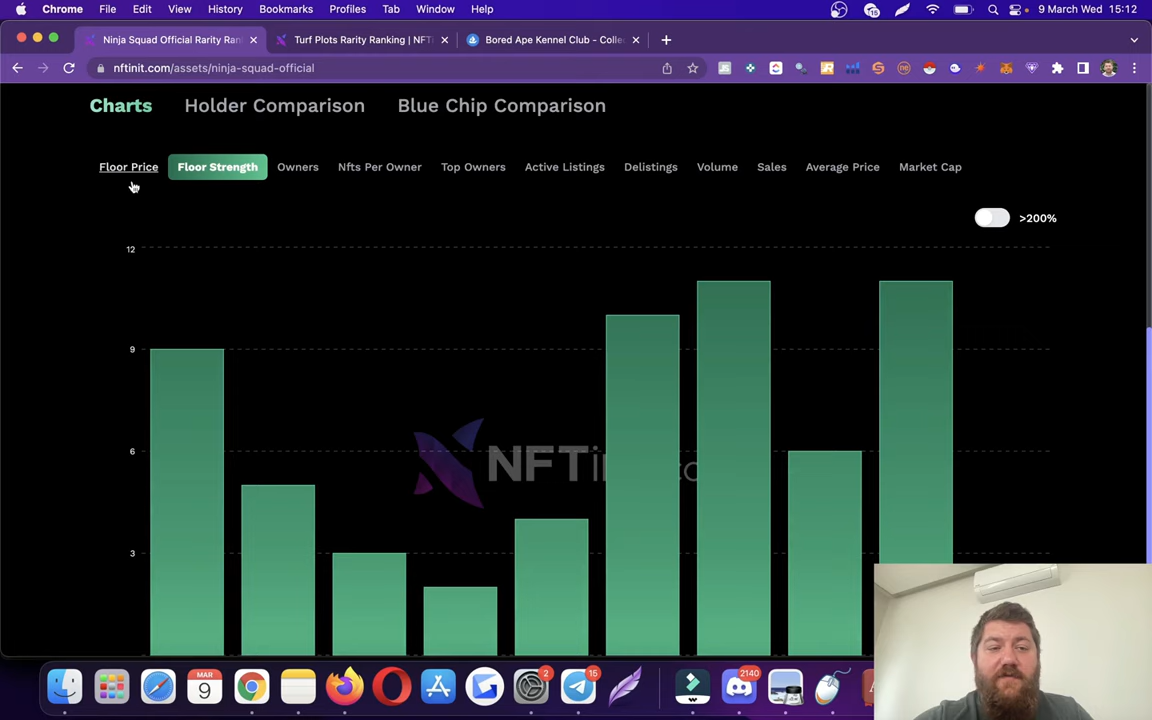 Chrome File Edit View History Bookmarks Profiles Tab Window Help 15 9 March Wed 15:12
Ninja Squad Official Rarity Ran Turf Plots Rarity Ranking | NFT Bored Ape Kennel Club - Colle
nftinit.com/assets/ninja-squad-official
Charts Holder Comparison Blue Chip Comparison
Floor Price Floor Strength Owners Nfts Per Owner Top Owners Active Listings Delistings Volume Sales Average Price Market Cap
>200%
12
9
6
3
NFTin
MAR
9
2
15
2140